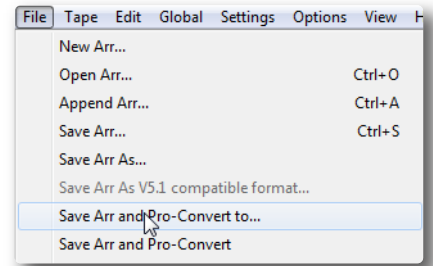 File Tape Edit Global Settings Options View H
New Arr...
Open Arr... Ctrl+O
Append Arr... Ctrl+A
Save Arr... Ctrl+S
Save Arr As...
Save Arr As V5.1 compatible format...
Save Arr and Pro-Convert to...
Save Arr and Pro-Convert